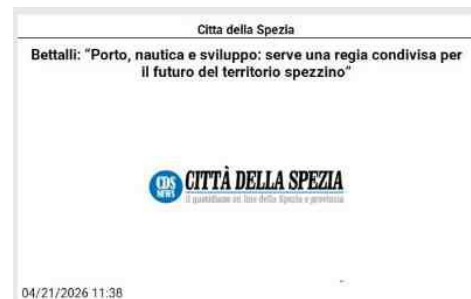 Citta della Spezia
Bettalli: “Porto, nautica e sviluppo: serve una regia condivisa per
il futuro del territorio spezzino”
CDS NEWS CITTÀ DELLA SPEZIA
il quotidiano on line della Spezia e provincia
04/21/2026 11:38